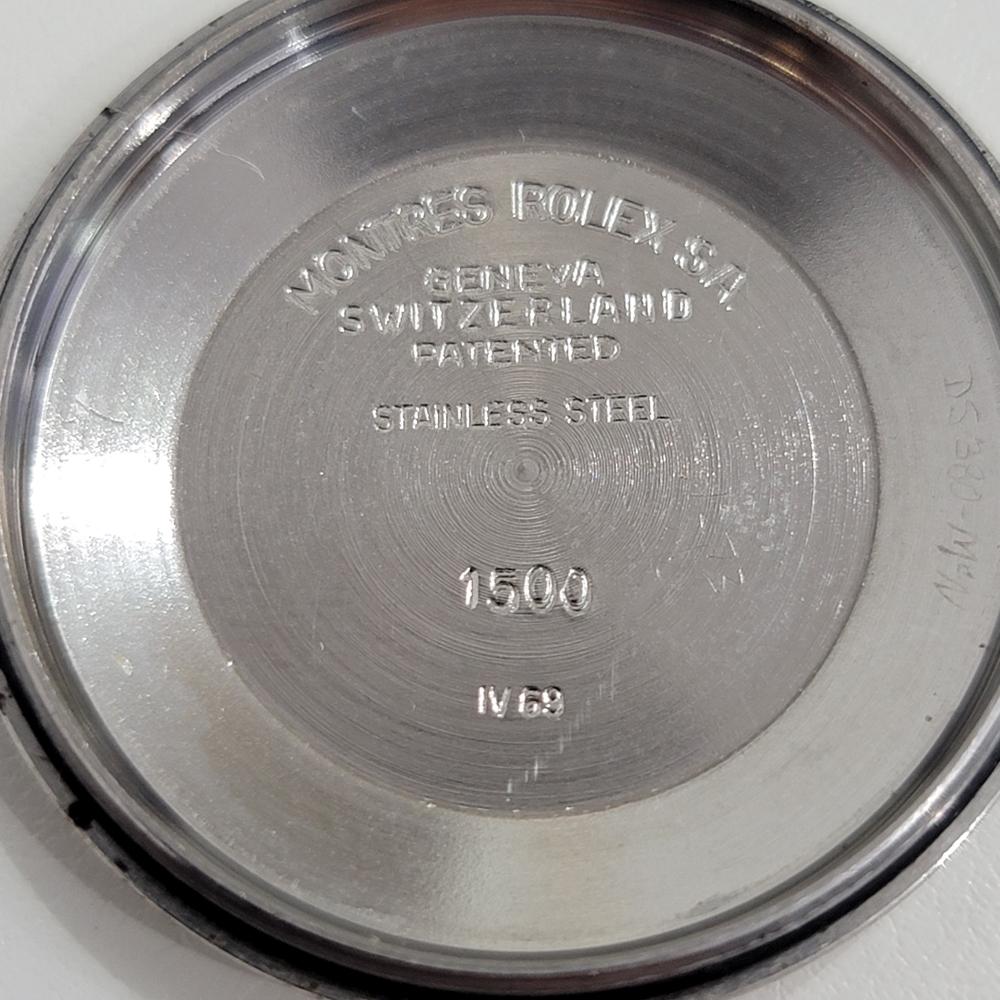 MONTRES ROLEX S.A.
GENEVA
SWITZERLAND
PATENTED
STAINLESS STEEL
1500
IV 69